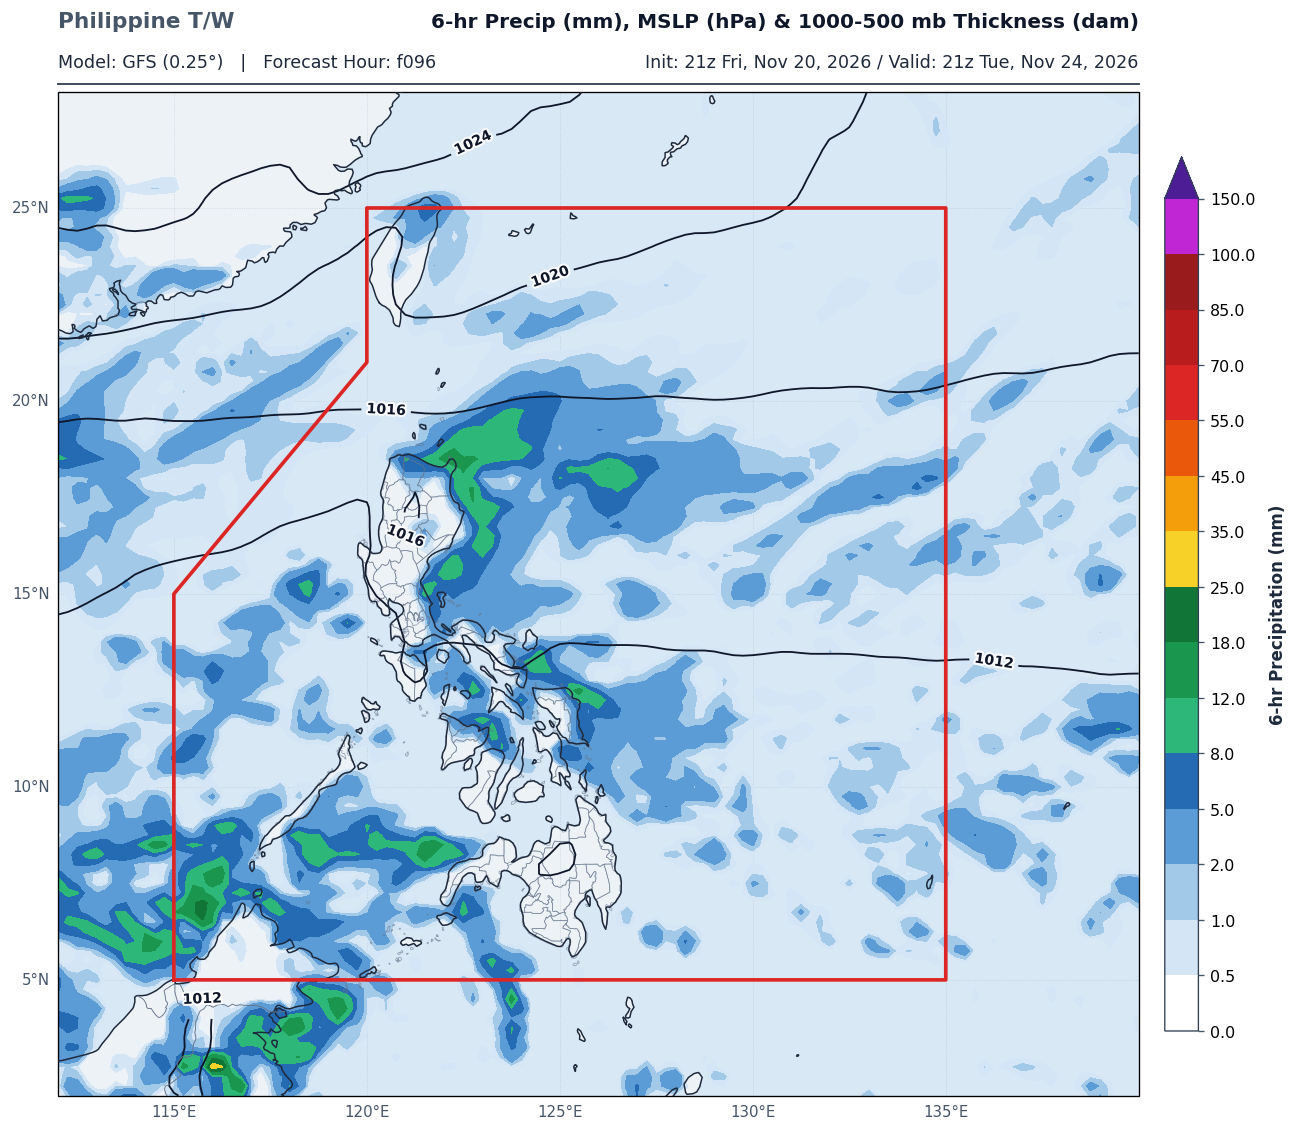 Philippine T/W
6-hr Precip (mm), MSLP (hPa) & 1000-500 mb Thickness (dam)
Model: GFS (0.25°) | Forecast Hour: f096
Init: 21z Fri, Nov 20, 2026 / Valid: 21z Tue, Nov 24, 2026
1024
1020
1016
1016
1012
1012
25°N
20°N
15°N
10°N
5°N
115°E
120°E
125°E
130°E
135°E
150.0
100.0
85.0
70.0
55.0
45.0
35.0
25.0
18.0
12.0
8.0
5.0
2.0
1.0
0.5
0.0
6-hr Precipitation (mm)